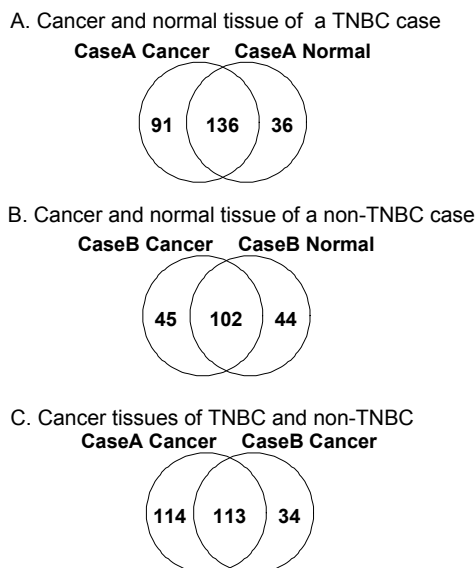 A. Cancer and normal tissue of a TNBC case
CaseA Cancer CaseA Normal
91 136 36
B. Cancer and normal tissue of a non-TNBC case
CaseB Cancer CaseB Normal
45 102 44
C. Cancer tissues of TNBC and non-TNBC
CaseA Cancer CaseB Cancer
114 113 34